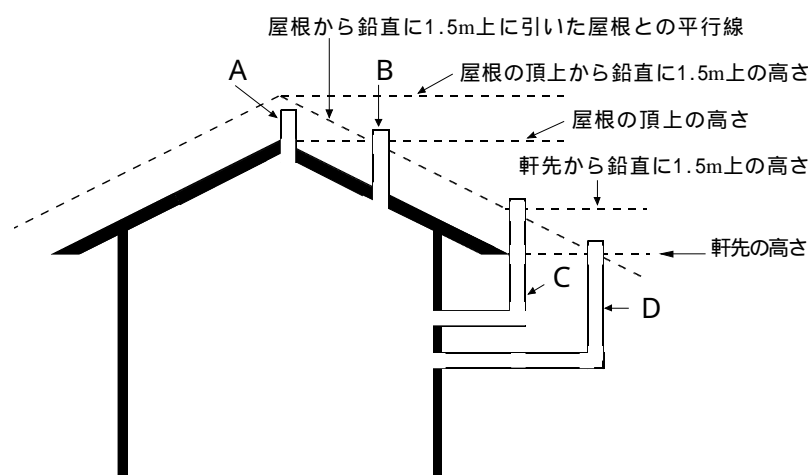 屋根から鉛直に1.5m上に引いた屋根との平行線
A
B
屋根の頂上から鉛直に1.5m上の高さ
屋根の頂上の高さ
軒先から鉛直に1.5m上の高さ
軒先の高さ
C
D